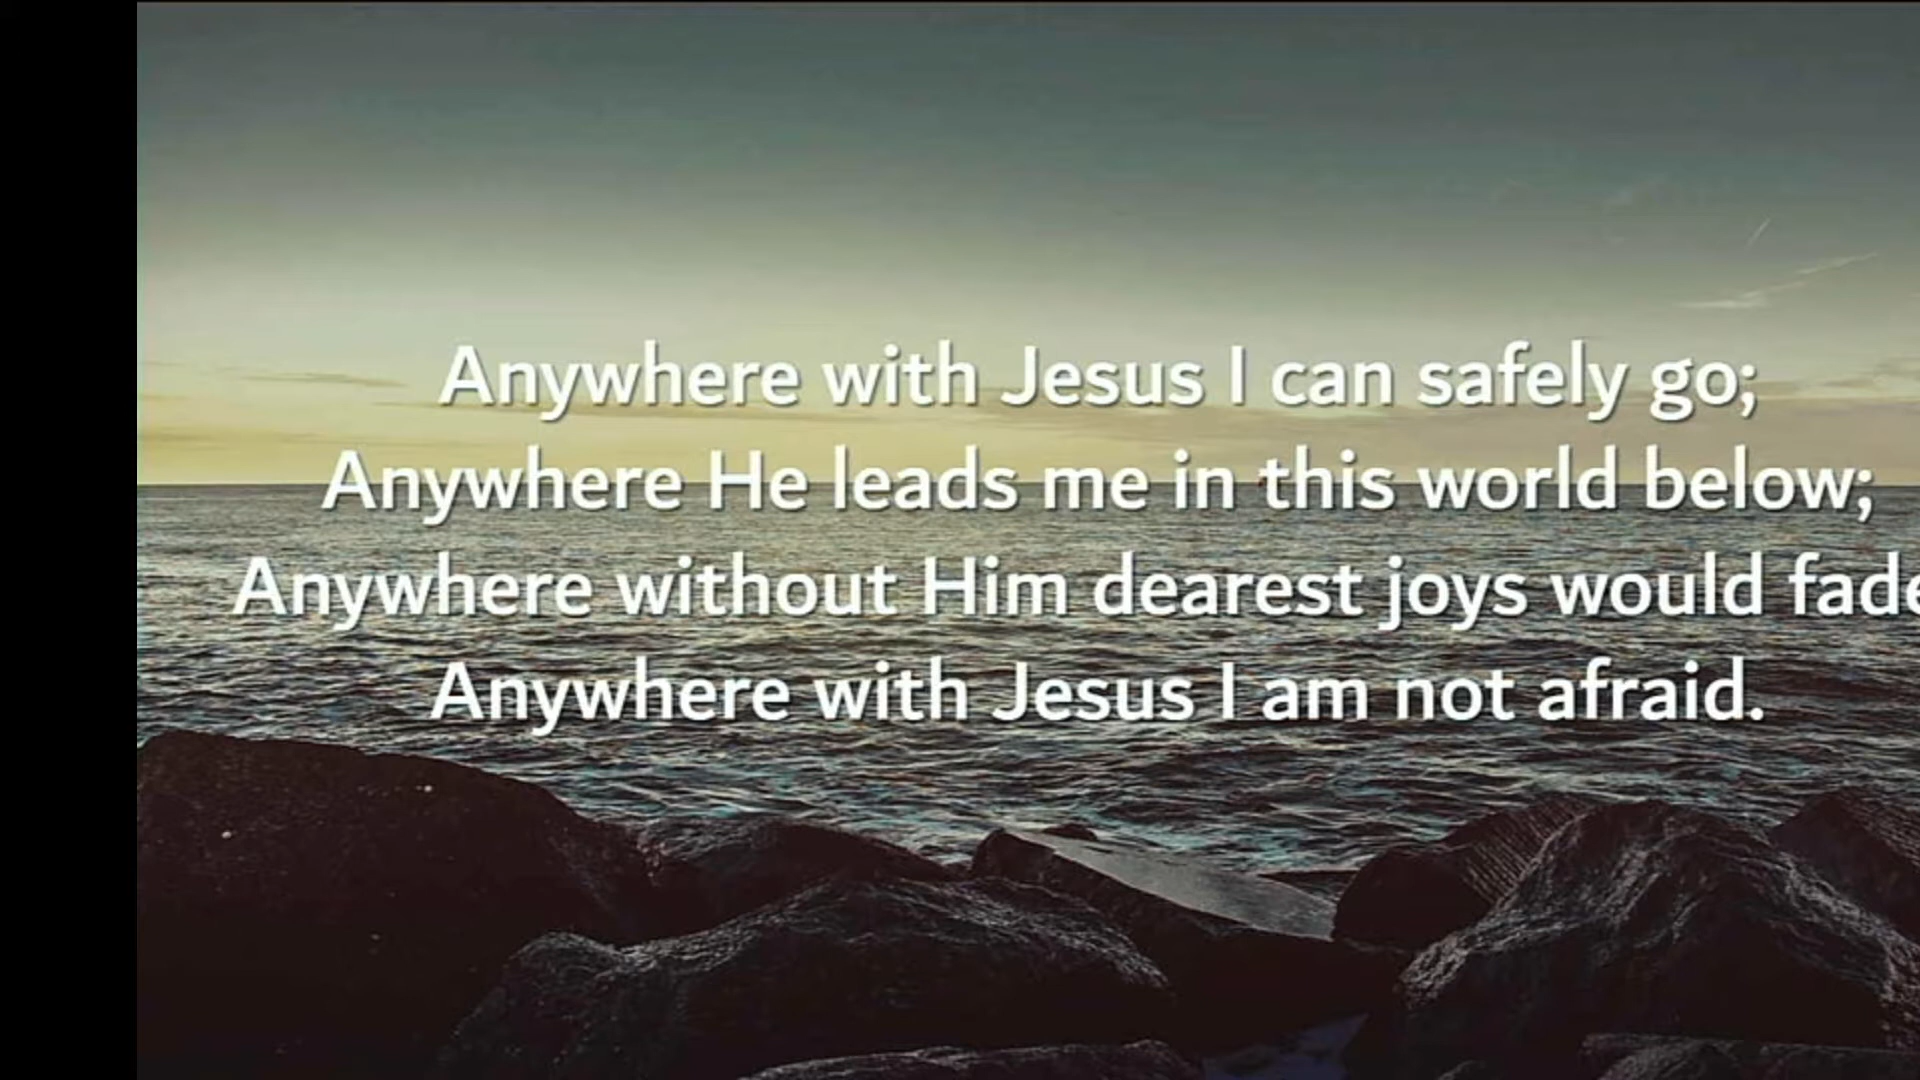 Anywhere with Jesus I can safely go;
Anywhere He leads me in this world below;
Anywhere without Him dearest joys would fade
Anywhere with Jesus I am not afraid.